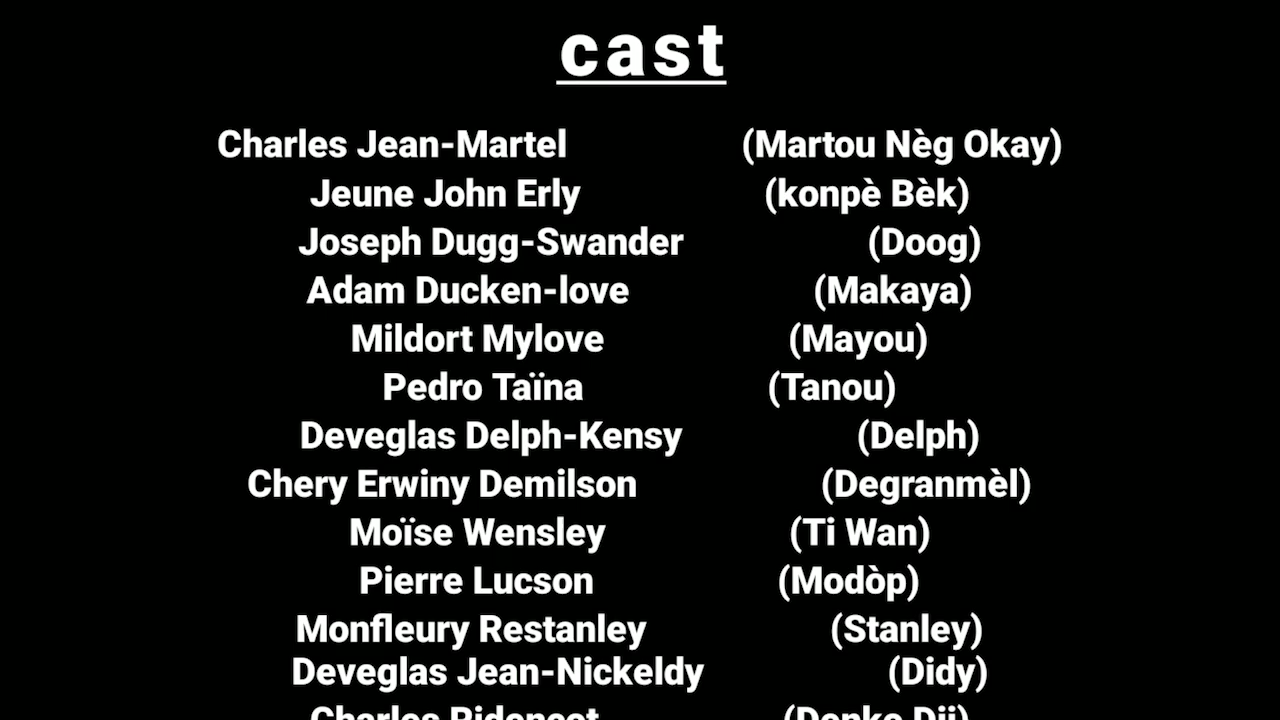 cast
Charles Jean-Martel (Martou Nèg Okay)
Jeune John Erly (konpè Bèk)
Joseph Dugg-Swander (Doog)
Adam Ducken-love (Makaya)
Mildort Mylove (Mayou)
Pedro Taïna (Tanou)
Deveglas Delph-Kensy (Delph)
Chery Erwiny Demilson (Degranmèl)
Moïse Wensley (Ti Wan)
Pierre Lucson (Modòp)
Monfleury Restanley (Stanley)
Deveglas Jean-Nickeldy (Didy)
Charles